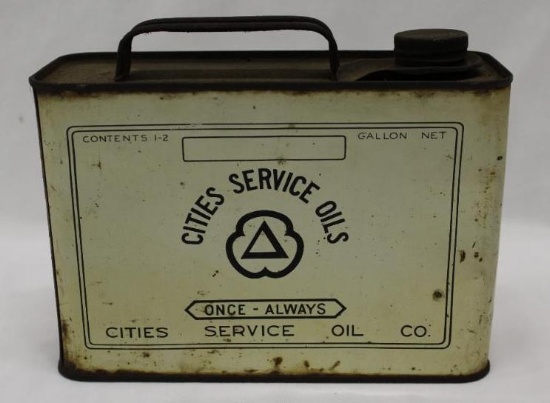 CONTENTS 1-2 GALLON NET
CITIES SERVICE OILS
ONCE - ALWAYS
CITIES SERVICE OIL CO.